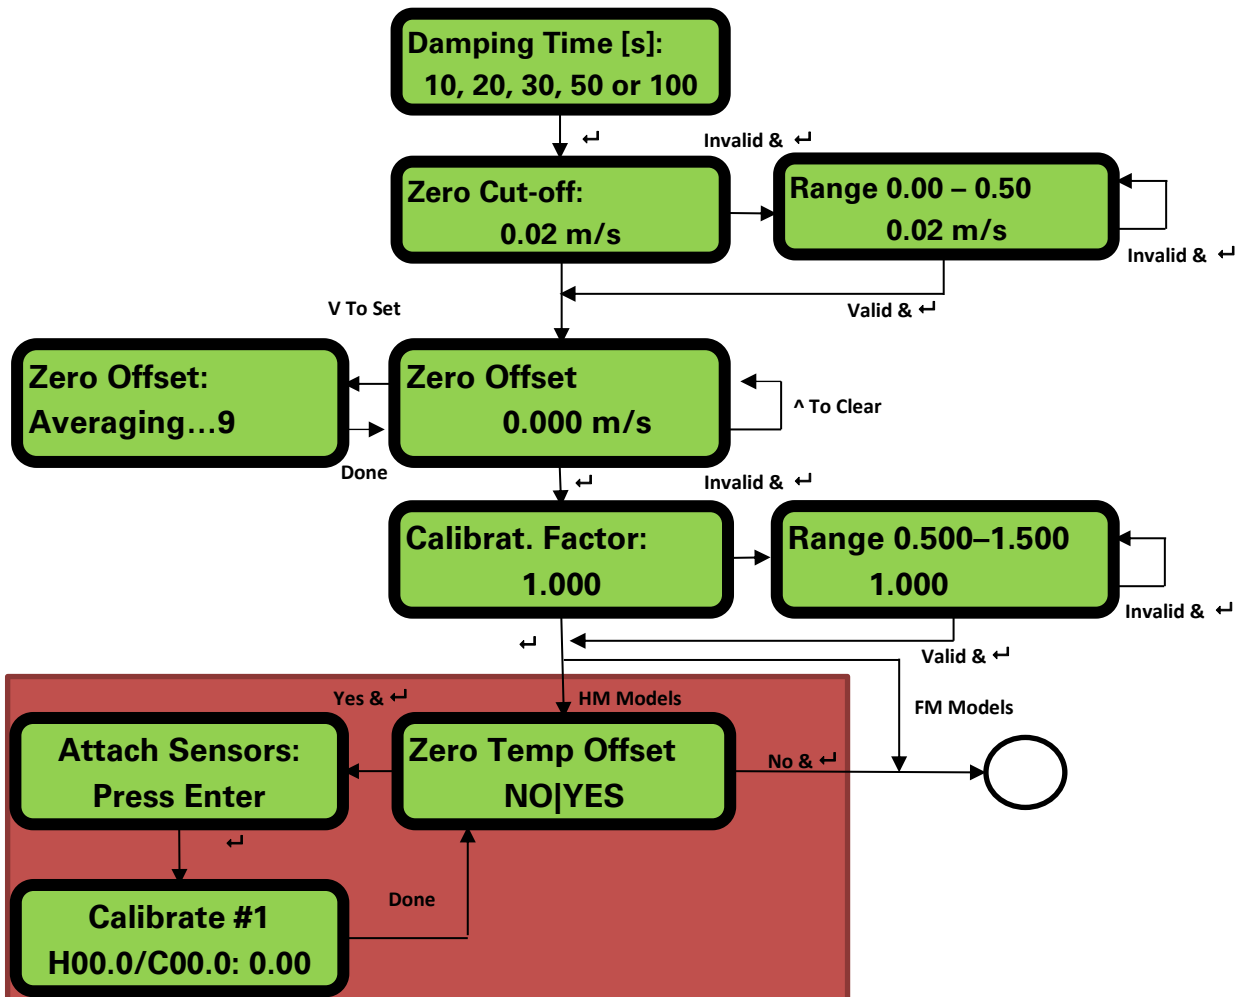 Damping Time [s]:
10, 20, 30, 50 or 100
↵
Invalid & ↵
Zero Cut-off:
0.02 m/s
Range 0.00 – 0.50
0.02 m/s
Invalid & ↵
Valid & ↵
V To Set
Zero Offset:
Averaging...9
Zero Offset
0.000 m/s
^ To Clear
Done
↵
Invalid & ↵
Calibrat. Factor:
1.000
Range 0.500–1.500
1.000
Invalid & ↵
↵
Valid & ↵
Yes & ↵
HM Models
FM Models
Attach Sensors:
Press Enter
Zero Temp Offset
NO|YES
No & ↵
↵
Calibrate #1
H00.0/C00.0: 0.00
Done